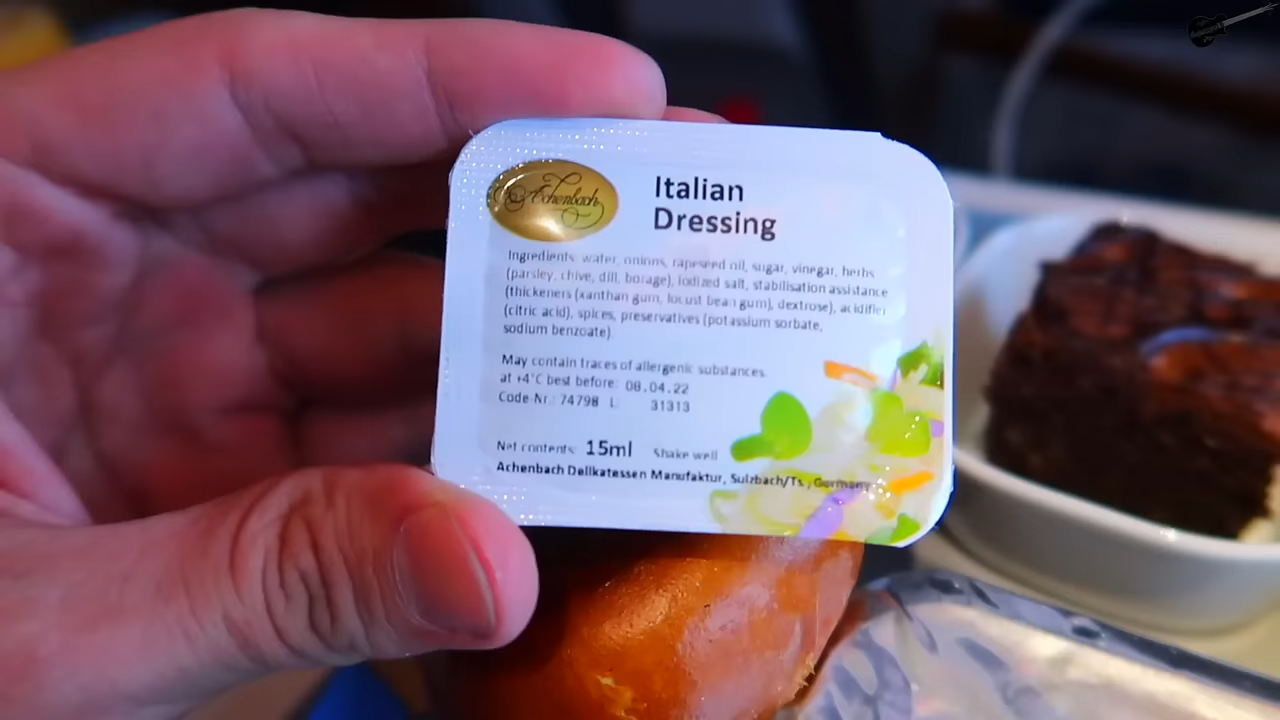 Achenbach
Italian
Dressing
Ingredients: water, onions, rapeseed oil, sugar, vinegar, herbs
(parsley, chive, dill, borage), iodized salt, stabilisation assistance
(thickeners (xanthan gum, locust bean gum), dextrose), acidifier
(citric acid), spices, preservatives (potassium sorbate,
sodium benzoate)
May contain traces of allergenic substances.
at +4°C best before: 08.04.22
Code-Nr.: 74798 L: 31313
Net contents: 15ml Shake well
Achenbach Delikatessen Manufaktur, Sulzbach/Ts., Germany